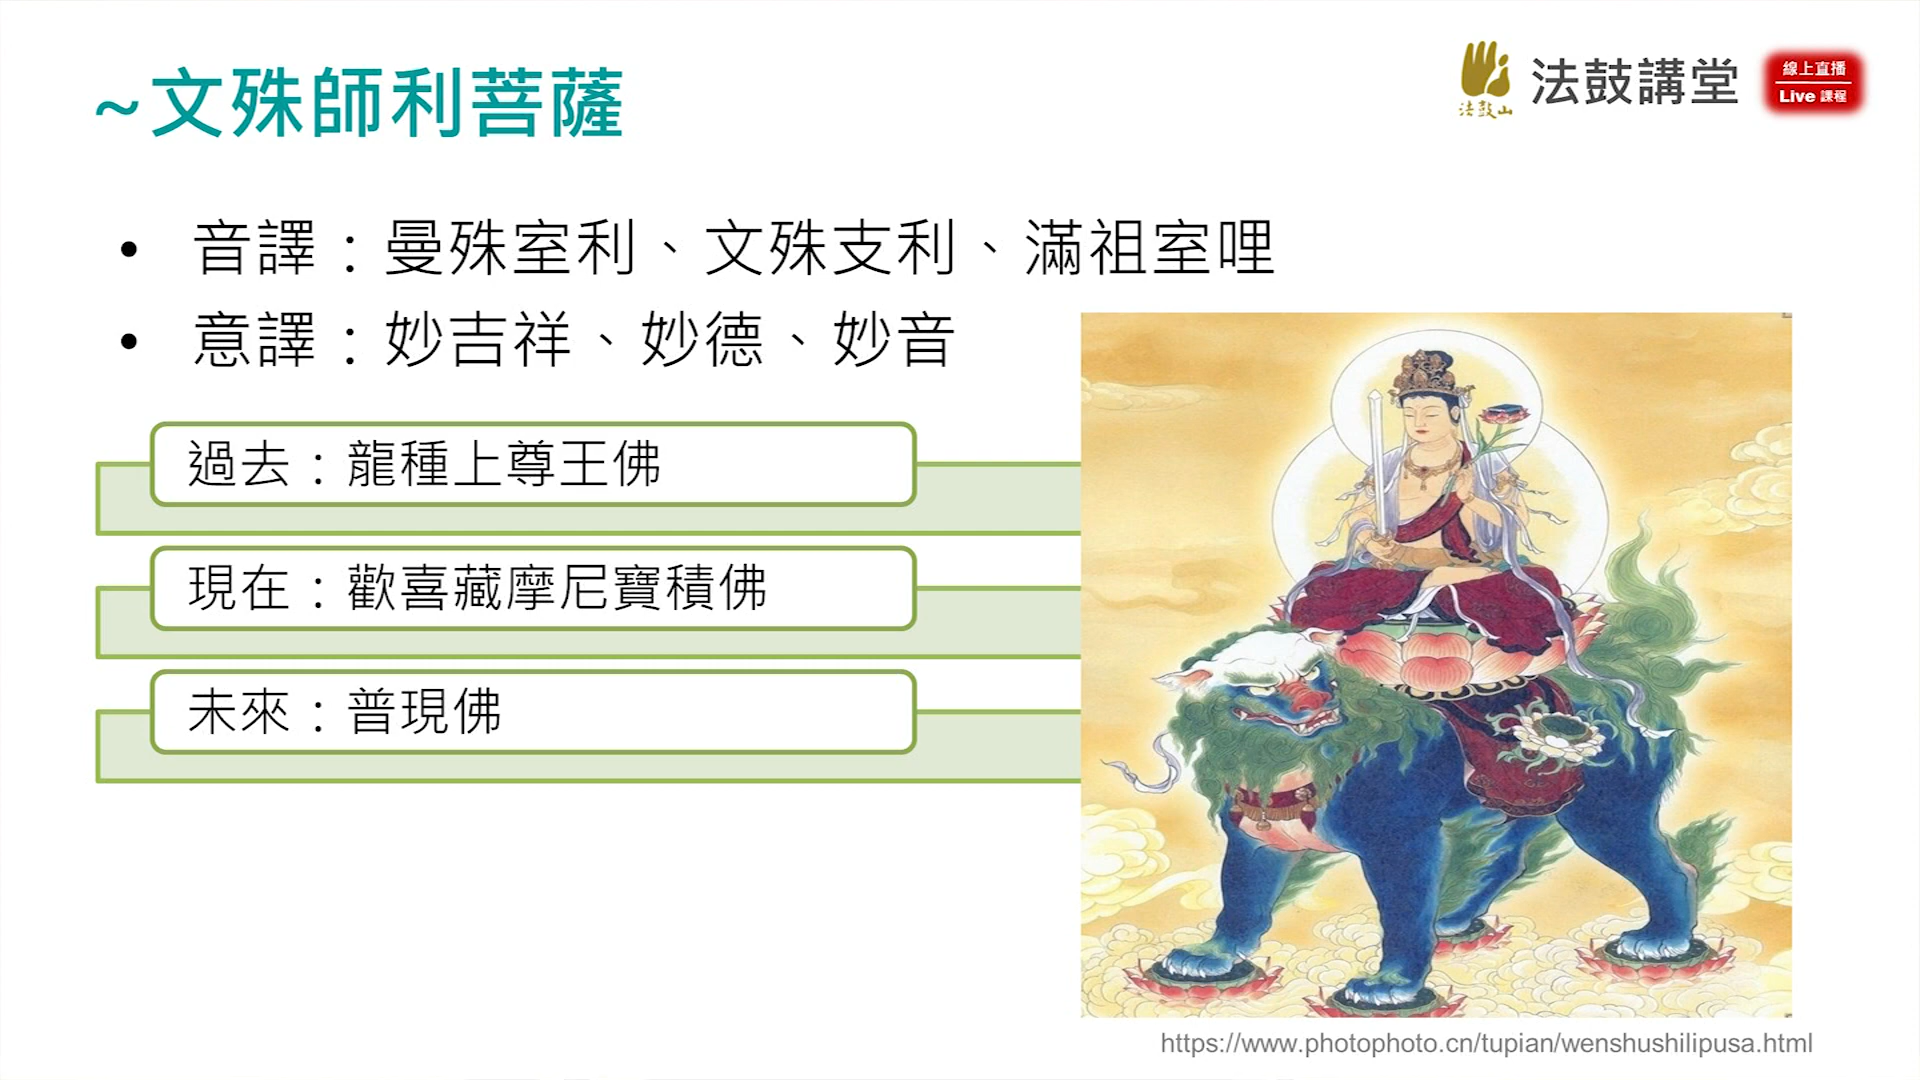 ~文殊師利菩薩
法鼓山
法鼓講堂
線上直播
Live 課程
• 音譯：曼殊室利、文殊支利、滿祖室哩
• 意譯：妙吉祥、妙德、妙音
過去：龍種上尊王佛
現在：歡喜藏摩尼寶積佛
未來：普現佛
https://www.photophoto.cn/tupian/wenshushilipusa.html